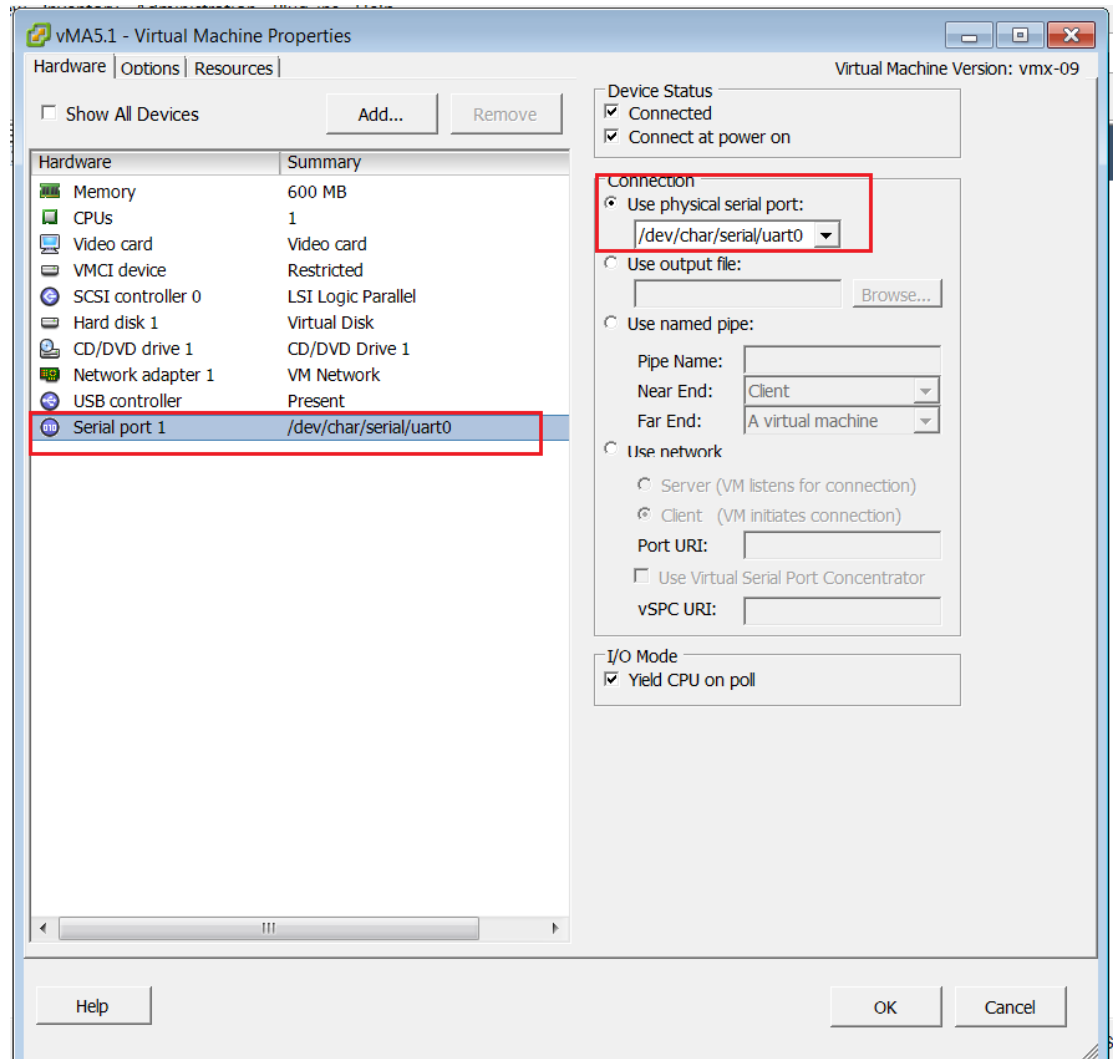 vMA5.1 - Virtual Machine Properties
Hardware Options Resources
Virtual Machine Version: vmx-09
Show All Devices
Add...
Remove
Hardware Summary
Memory 600 MB
CPUs 1
Video card Video card
VMCI device Restricted
SCSI controller 0 LSI Logic Parallel
Hard disk 1 Virtual Disk
CD/DVD drive 1 CD/DVD Drive 1
Network adapter 1 VM Network
USB controller Present
Serial port 1 /dev/char/serial/uart0
Device Status
Connected
Connect at power on
Connection
Use physical serial port:
/dev/char/serial/uart0
Use output file:
Browse...
Use named pipe:
Pipe Name:
Near End: Client
Far End: A virtual machine
Use network
Server (VM listens for connection)
Client (VM initiates connection)
Port URI:
Use Virtual Serial Port Concentrator
vSPC URI:
I/O Mode
Yield CPU on poll
Help
OK
Cancel